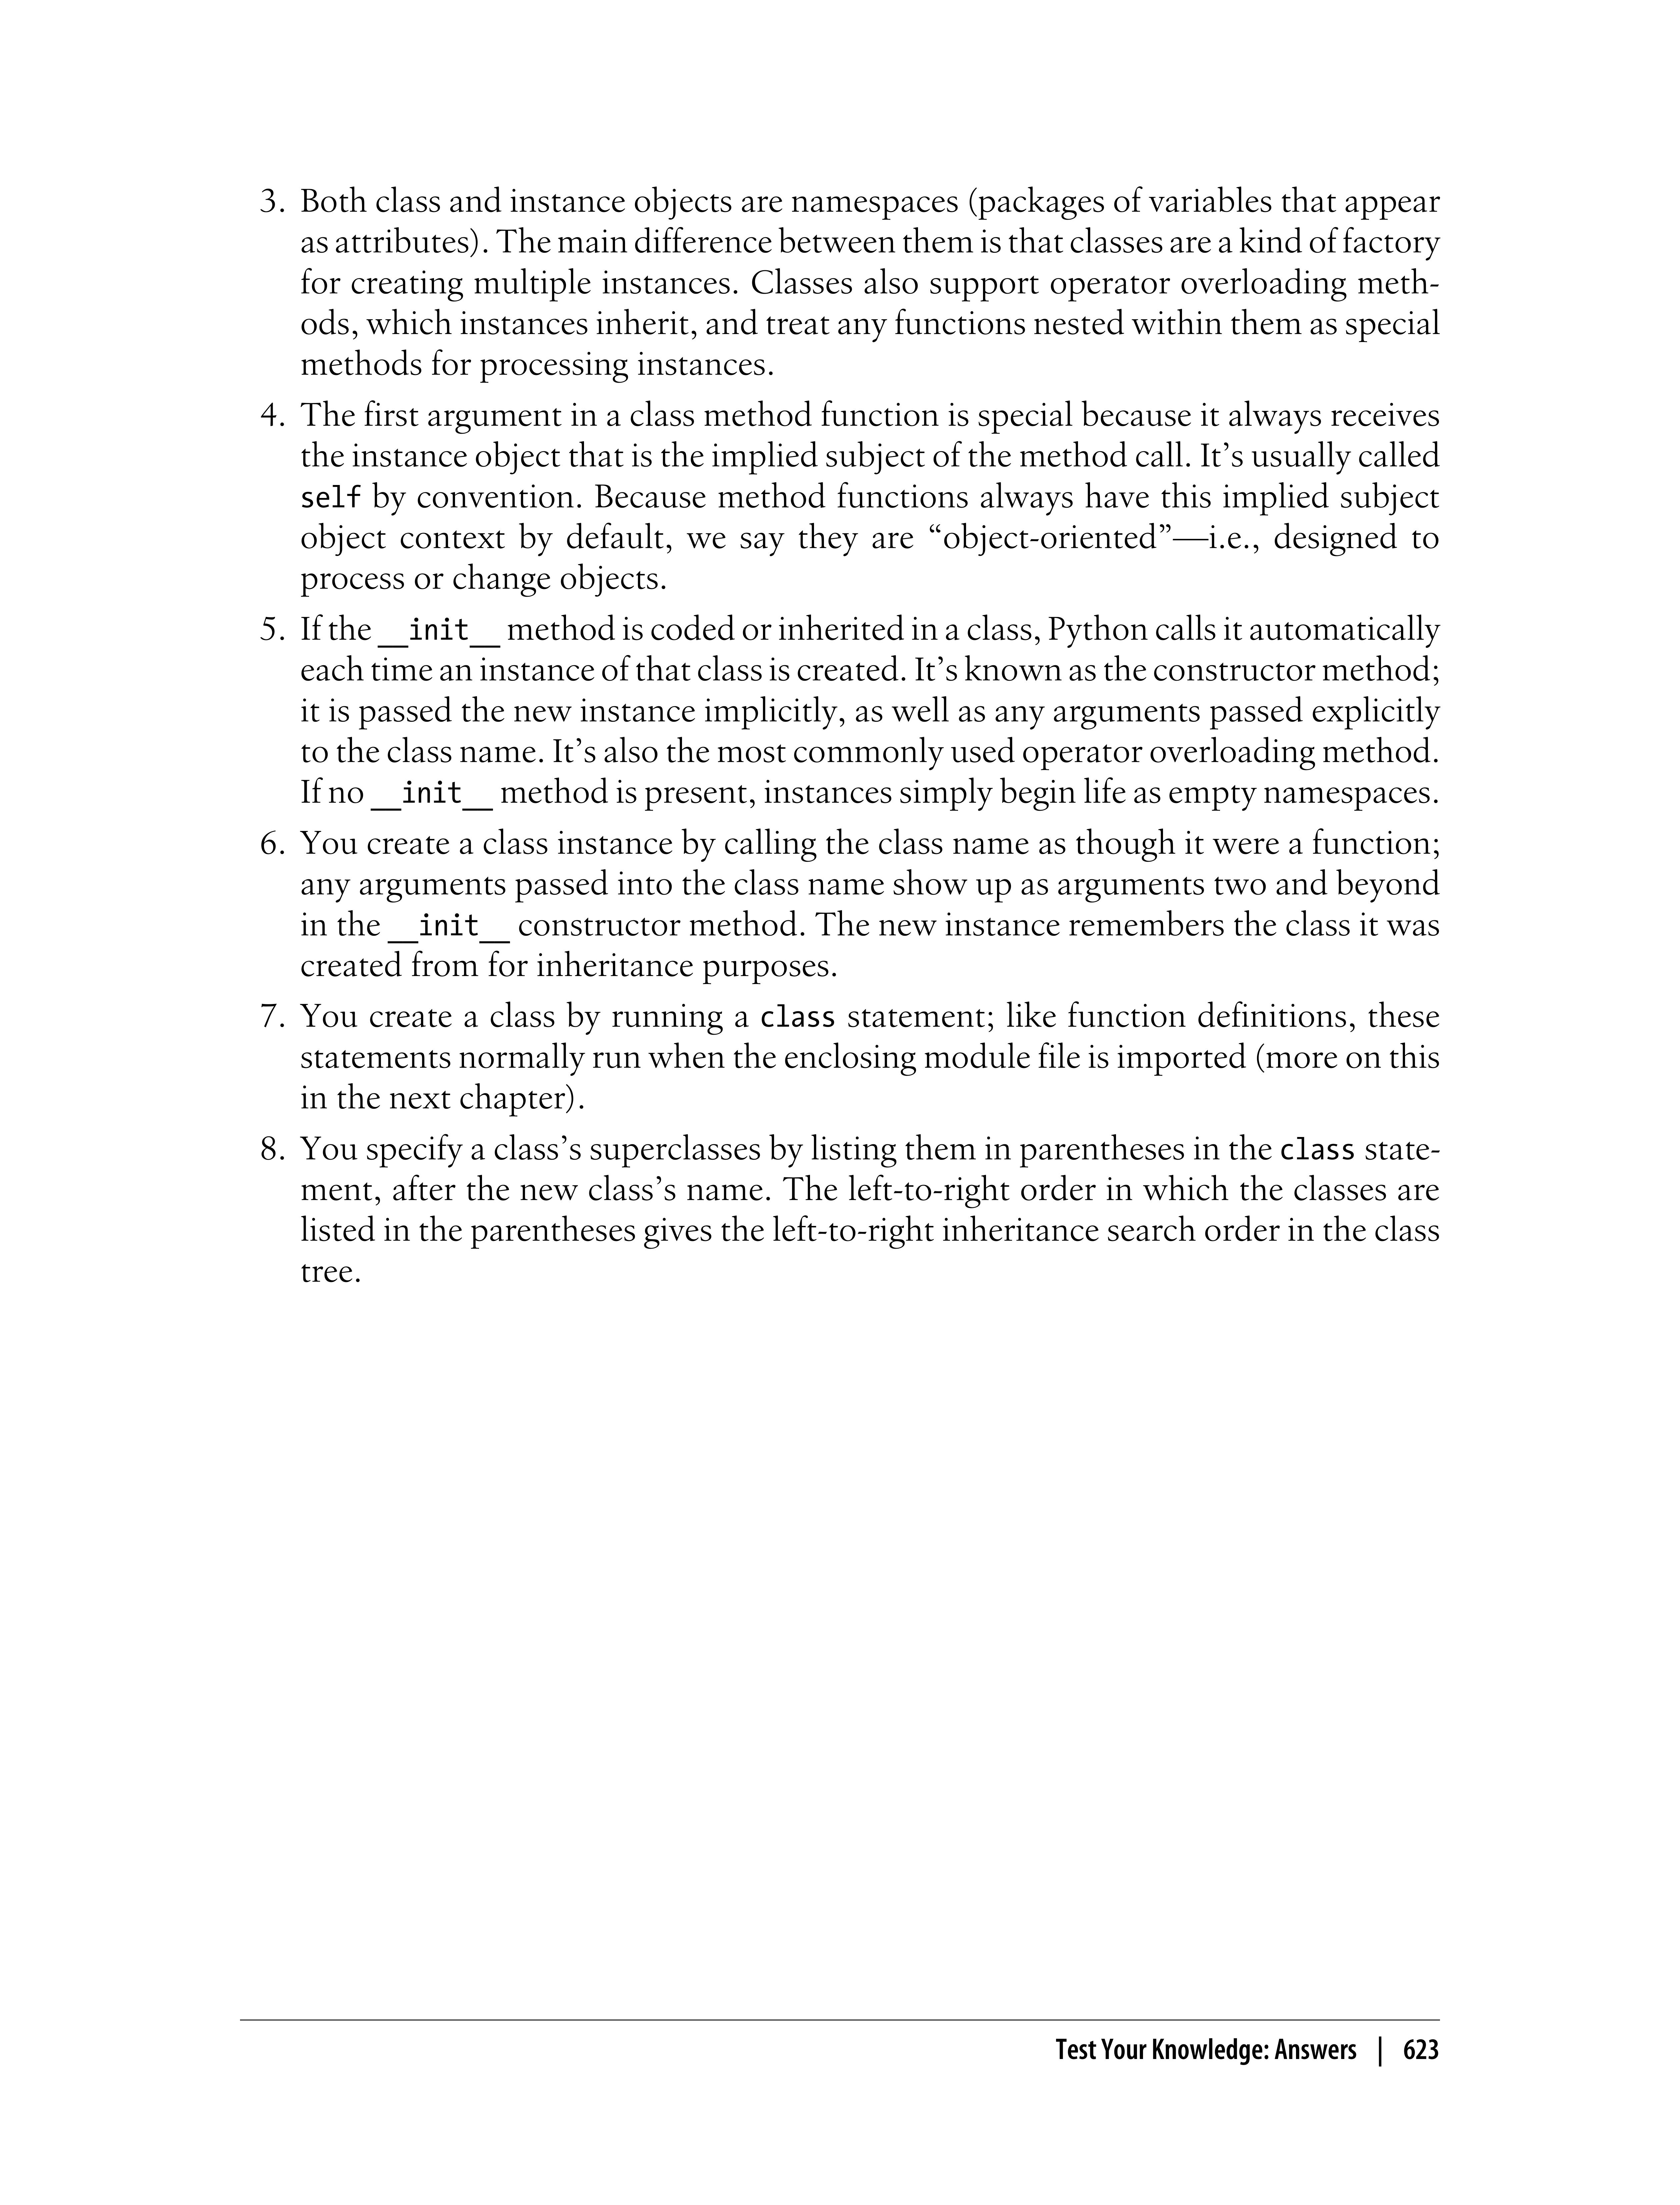 3. Both class and instance objects are namespaces (packages of variables that appear
as attributes). The main difference between them is that classes are a kind of factory
for creating multiple instances. Classes also support operator overloading meth-
ods, which instances inherit, and treat any functions nested within them as special
methods for processing instances.
4. The first argument in a class method function is special because it always receives
the instance object that is the implied subject of the method call. It’s usually called
self by convention. Because method functions always have this implied subject
object context by default, we say they are “object-oriented”—i.e., designed to
process or change objects.
5. If the __init__ method is coded or inherited in a class, Python calls it automatically
each time an instance of that class is created. It’s known as the constructor method;
it is passed the new instance implicitly, as well as any arguments passed explicitly
to the class name. It’s also the most commonly used operator overloading method.
If no __init__ method is present, instances simply begin life as empty namespaces.
6. You create a class instance by calling the class name as though it were a function;
any arguments passed into the class name show up as arguments two and beyond
in the __init__ constructor method. The new instance remembers the class it was
created from for inheritance purposes.
7. You create a class by running a class statement; like function definitions, these
statements normally run when the enclosing module file is imported (more on this
in the next chapter).
8. You specify a class’s superclasses by listing them in parentheses in the class state-
ment, after the new class’s name. The left-to-right order in which the classes are
listed in the parentheses gives the left-to-right inheritance search order in the class
tree.
Test Your Knowledge: Answers | 623